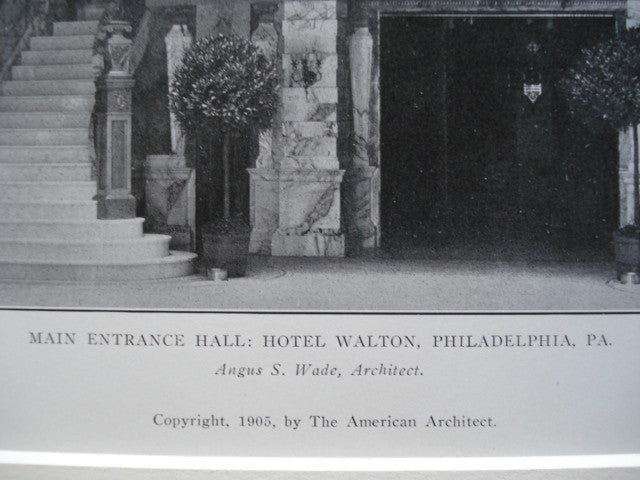 MAIN ENTRANCE HALL: HOTEL WALTON, PHILADELPHIA, PA.
Angus S. Wade, Architect.
Copyright, 1905, by The American Architect.